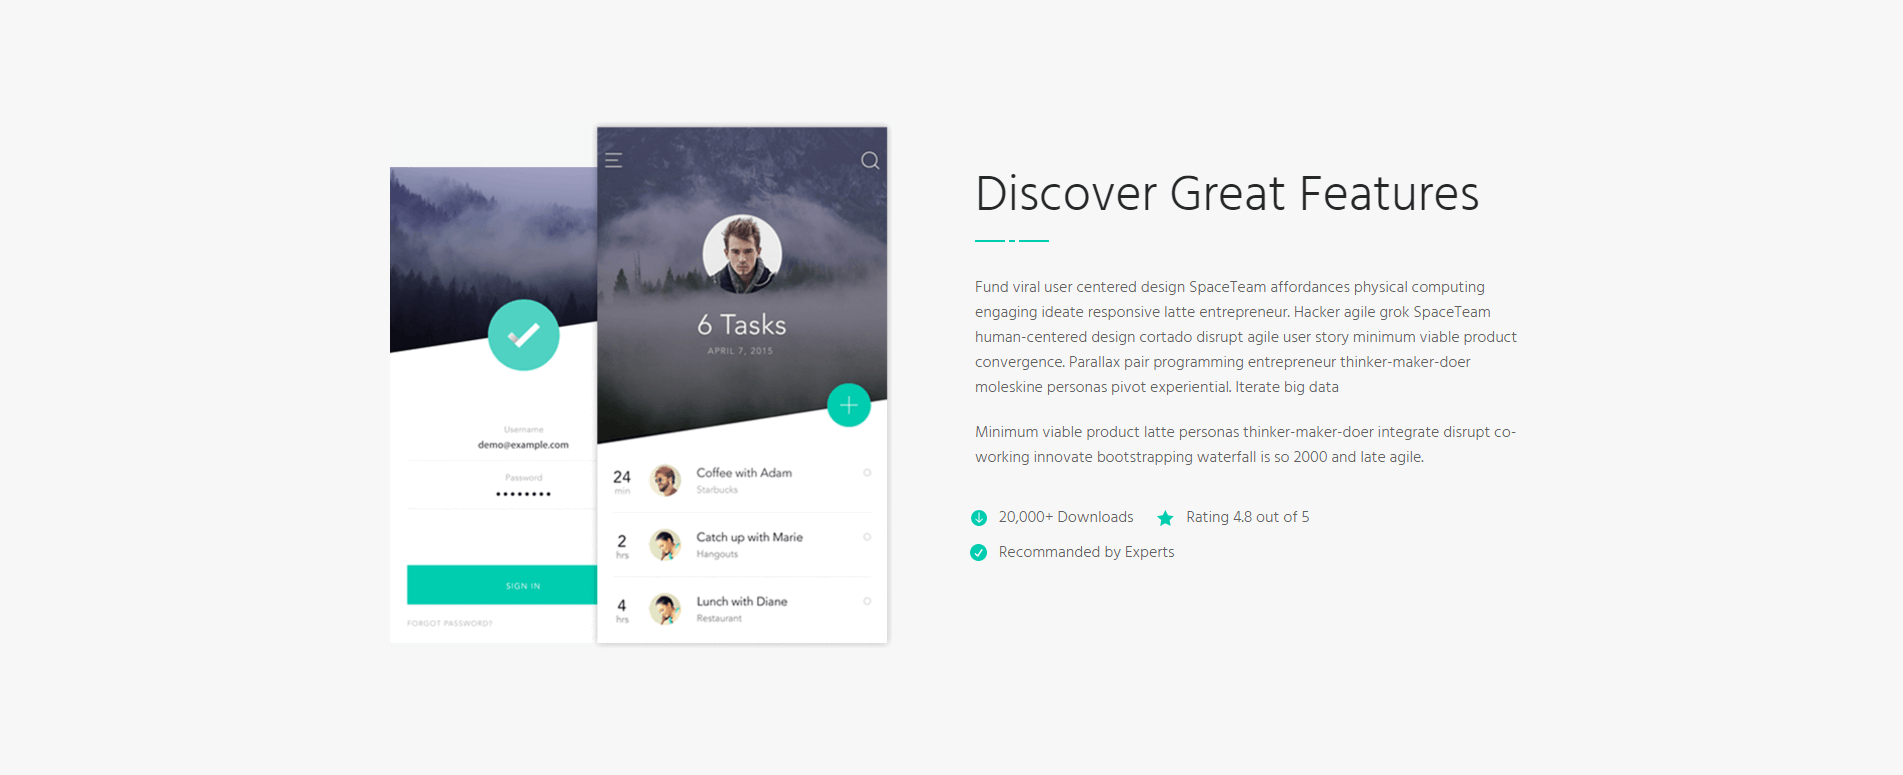 Username
demo@example.com
Password
SIGN IN
FORGOT PASSWORD?
6 Tasks
APRIL 7, 2015
24 min
Coffee with Adam
Starbucks
2 hrs
Catch up with Marie
Hangouts
4 hrs
Lunch with Diane
Restaurant
Discover Great Features
Fund viral user centered design SpaceTeam affordances physical computing
engaging ideate responsive latte entrepreneur. Hacker agile grok SpaceTeam
human-centered design cortado disrupt agile user story minimum viable product
convergence. Parallax pair programming entrepreneur thinker-maker-doer
moleskine personas pivot experiential. Iterate big data
Minimum viable product latte personas thinker-maker-doer integrate disrupt co-
working innovate bootstrapping waterfall is so 2000 and late agile.
20,000+ Downloads
Rating 4.8 out of 5
Recommanded by Experts